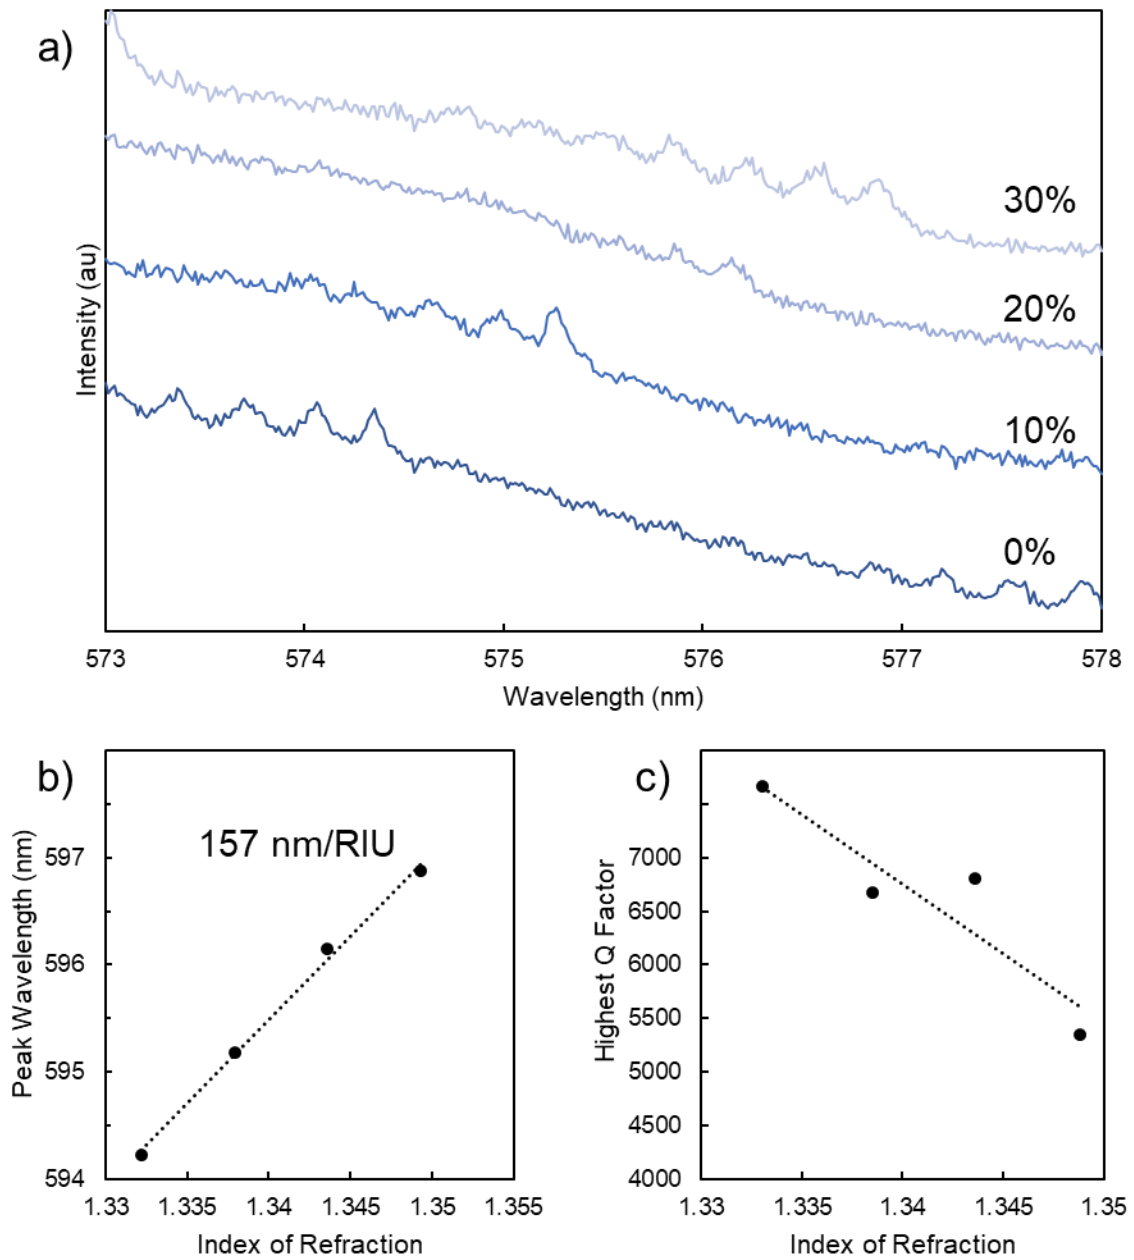 a)
Intensity (au)
30%
20%
10%
0%
573 574 575 576 577 578
Wavelength (nm)
b)
157 nm/RIU
Peak Wavelength (nm)
597
596
595
594
1.33 1.335 1.34 1.345 1.35 1.355
Index of Refraction
c)
Highest Q Factor
7000
6500
6000
5500
5000
4500
4000
1.33 1.335 1.34 1.345 1.35
Index of Refraction